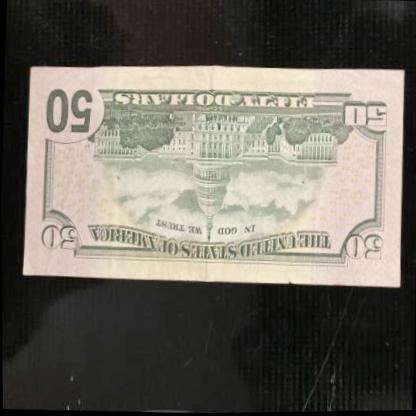 50 THE UNITED STATES OF AMERICA 50
IN GOD WE TRUST
50 FIFTY DOLLARS 50